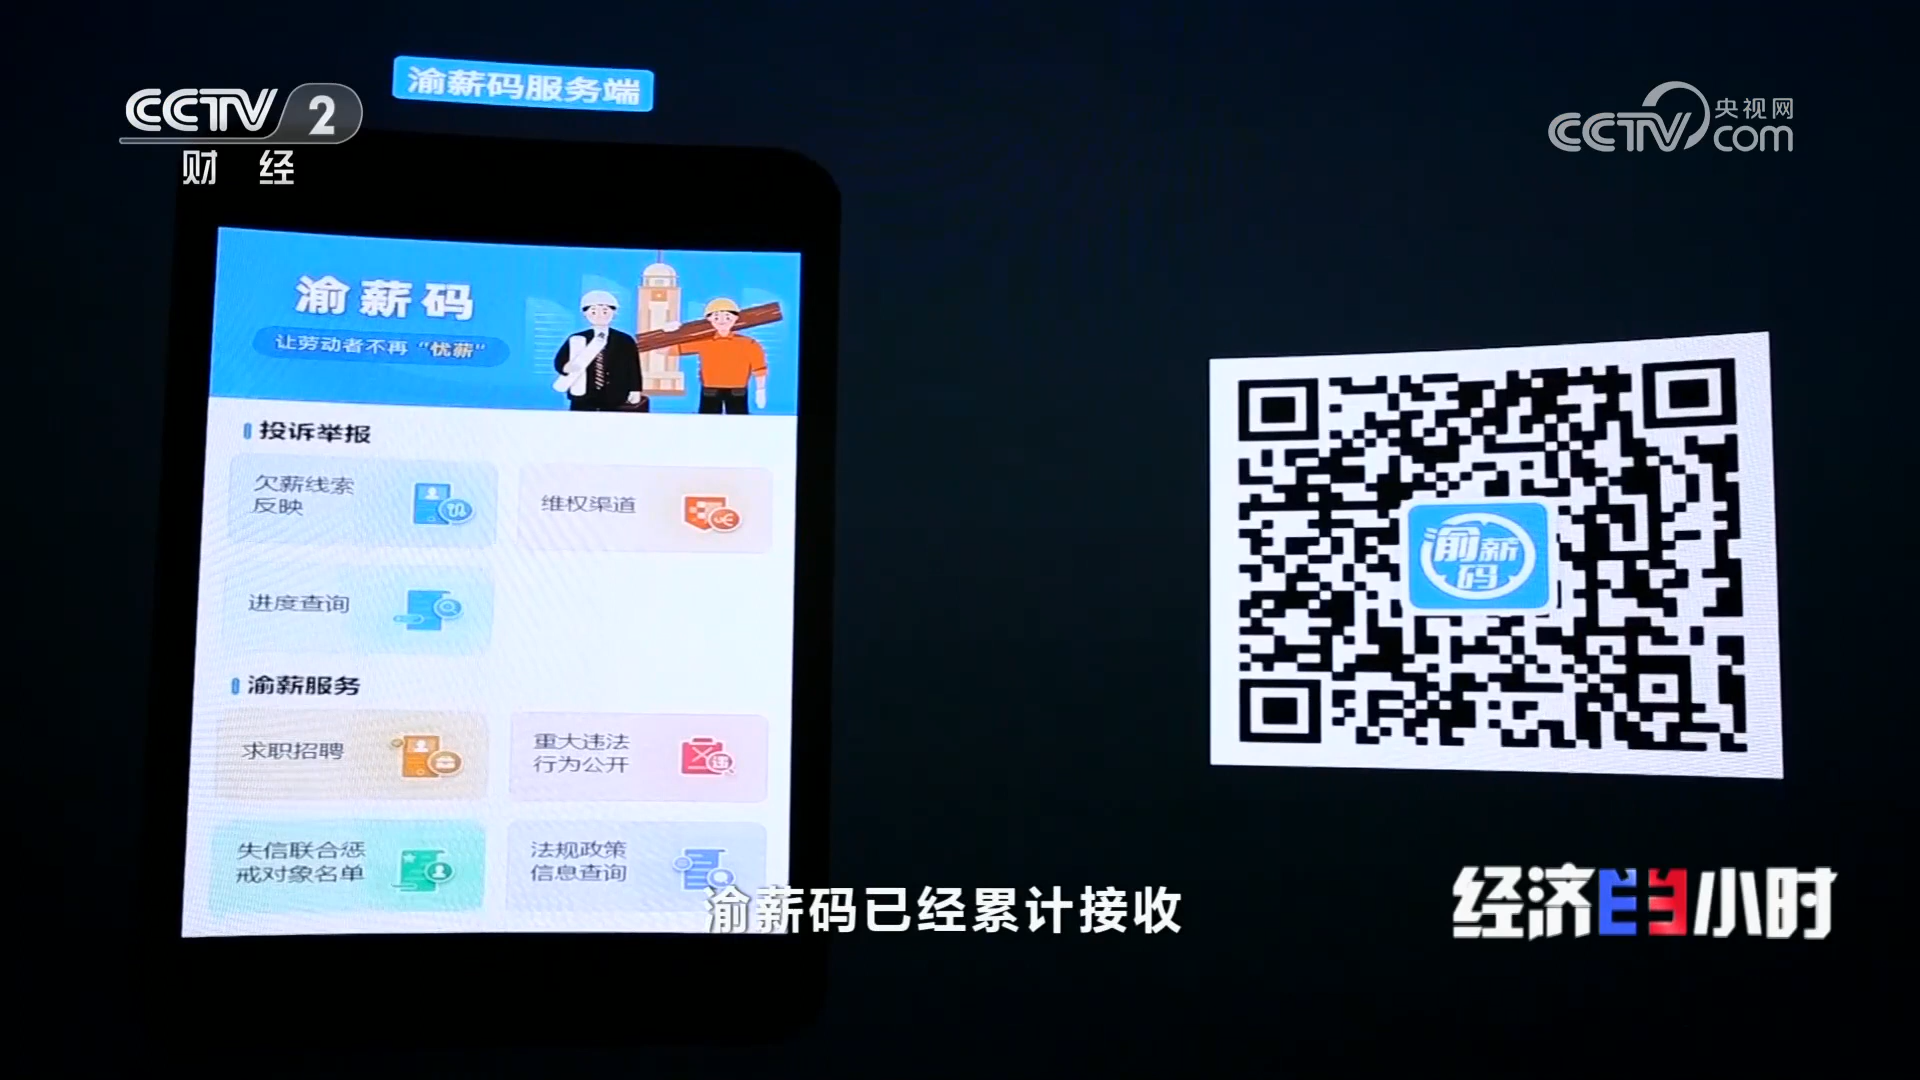 CCTV 2
财 经
渝薪码服务端
央视网
CCTV com
渝薪码
让劳动者不再“忧薪”
投诉举报
欠薪线索
反映
维权渠道
进度查询
渝薪服务
求职招聘
重大违法
行为公开
失信联合惩
戒对象名单
法规政策
信息查询
渝薪
码
渝薪码已经累计接收
经济半小时